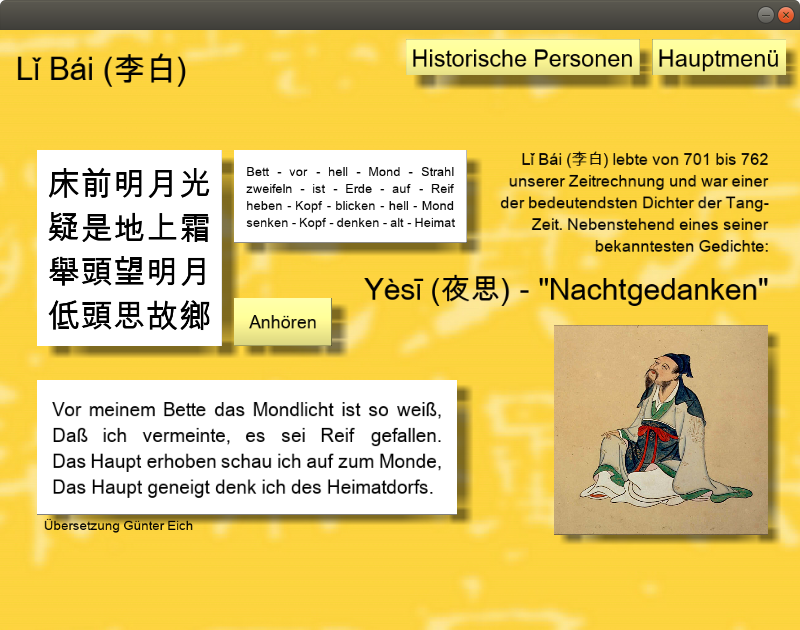 Lǐ Bái (李白)
Historische Personen
Hauptmenü
床前明月光
疑是地上霜
舉頭望明月
低頭思故鄉
Bett - vor - hell - Mond - Strahl
zweifeln - ist - Erde - auf - Reif
heben - Kopf - blicken - hell - Mond
senken - Kopf - denken - alt - Heimat
Anhören
Lǐ Bái (李白) lebte von 701 bis 762
unserer Zeitrechnung und war einer
der bedeutendsten Dichter der Tang-
Zeit. Nebenstehend eines seiner
bekanntesten Gedichte:
Yèsī (夜思) - "Nachtgedanken"
Vor meinem Bette das Mondlicht ist so weiß,
Daß ich vermeinte, es sei Reif gefallen.
Das Haupt erhoben schau ich auf zum Monde,
Das Haupt geneigt denk ich des Heimatdorfs.
Übersetzung Günter Eich